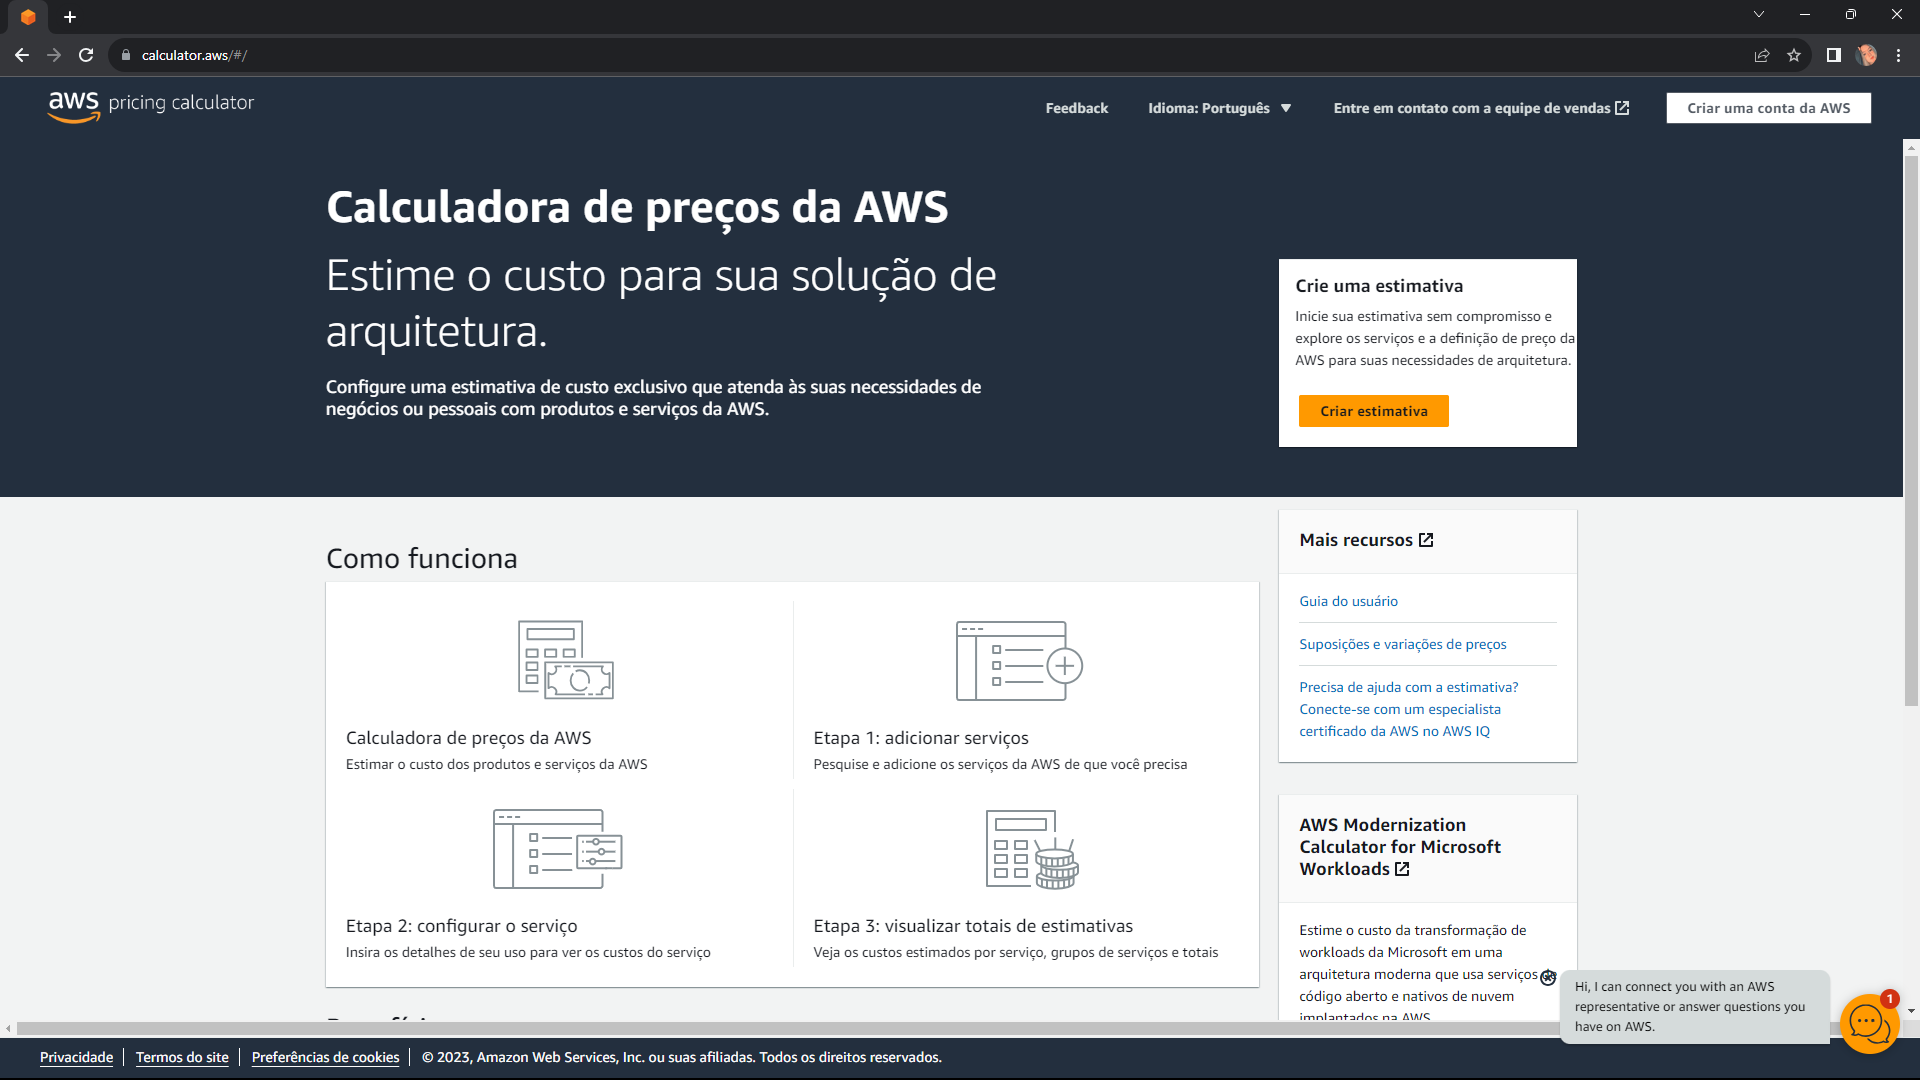 calculator.aws/#/
aws pricing calculator
Feedback
Idioma: Português
Entre em contato com a equipe de vendas
Criar uma conta da AWS
Calculadora de preços da AWS
Estime o custo para sua solução de
arquitetura.
Configure uma estimativa de custo exclusivo que atenda às suas necessidades de
negócios ou pessoais com produtos e serviços da AWS.
Crie uma estimativa
Inicie sua estimativa sem compromisso e
explore os serviços e a definição de preço da
AWS para suas necessidades de arquitetura.
Criar estimativa
Como funciona
Calculadora de preços da AWS
Estimar o custo dos produtos e serviços da AWS
Etapa 1: adicionar serviços
Pesquise e adicione os serviços da AWS de que você precisa
Etapa 2: configurar o serviço
Insira os detalhes de seu uso para ver os custos do serviço
Etapa 3: visualizar totais de estimativas
Veja os custos estimados por serviço, grupos de serviços e totais
Mais recursos
Guia do usuário
Suposições e variações de preços
Precisa de ajuda com a estimativa?
Conecte-se com um especialista
certificado da AWS no AWS IQ
AWS Modernization
Calculator for Microsoft
Workloads
Estime o custo da transformação de
workloads da Microsoft em uma
arquitetura moderna que usa serviços de
código aberto e nativos de nuvem
implantados na AWS.
Hi, I can connect you with an AWS
representative or answer questions you
have on AWS.
1
Privacidade
Termos do site
Preferências de cookies
© 2023, Amazon Web Services, Inc. ou suas afiliadas. Todos os direitos reservados.